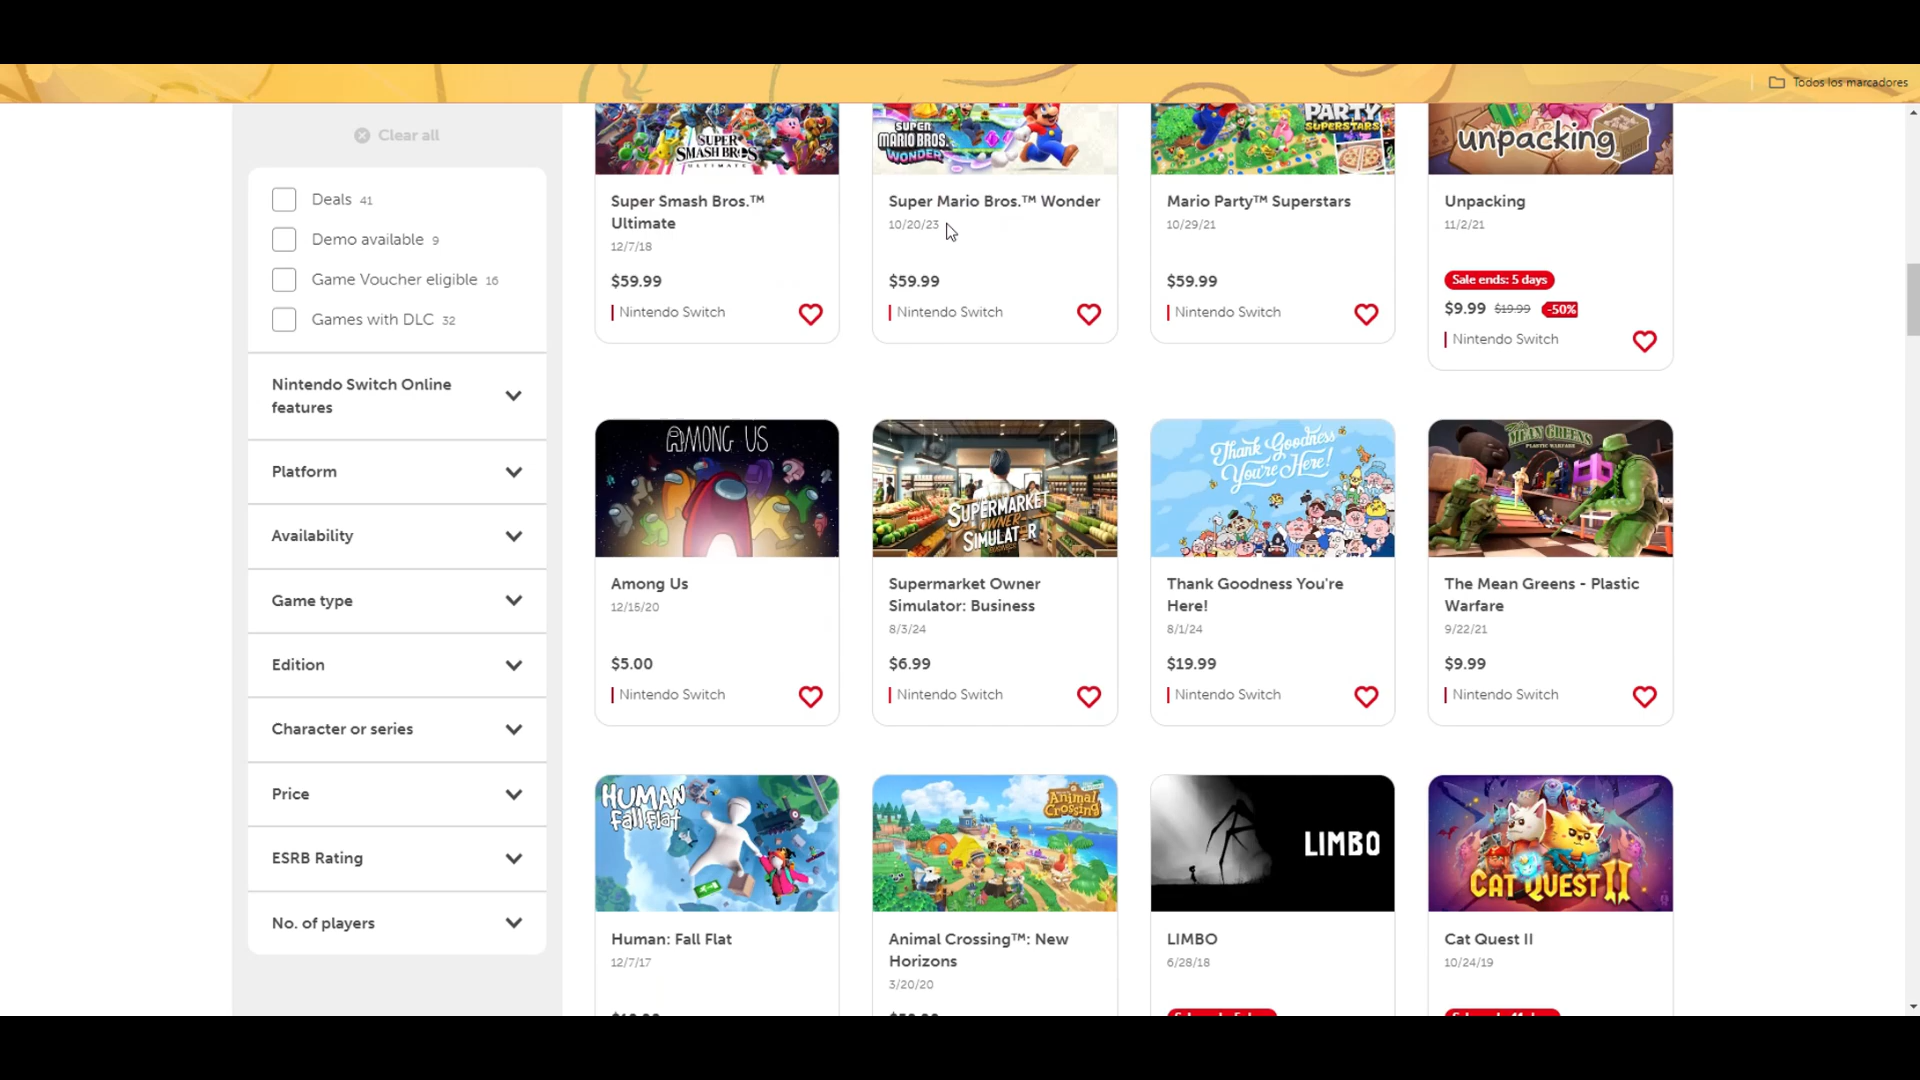 Todos los marcadores
Clear all
Deals 41
Demo available 9
Game Voucher eligible 16
Games with DLC 32
Nintendo Switch Online
features
Platform
Availability
Game type
Edition
Character or series
Price
ESRB Rating
No. of players
SUPER
SMASH BROS.
ULTIMATE
Super Smash Bros.™
Ultimate
12/7/18
$59.99
Nintendo Switch
SUPER
MARIO BROS.
WONDER
Super Mario Bros.™ Wonder
10/20/23
$59.99
Nintendo Switch
PARTY
SUPERSTARS
Mario Party™ Superstars
10/29/21
$59.99
Nintendo Switch
unpacking
Unpacking
11/2/21
Sale ends: 5 days
$9.99 $19.99 -50%
Nintendo Switch
AMONG US
Among Us
12/15/20
$5.00
Nintendo Switch
SUPERMARKET
OWNER
SIMULATOR
BUSINESS
Supermarket Owner
Simulator: Business
8/3/24
$6.99
Nintendo Switch
Thank Goodness
You're Here!
Thank Goodness You're
Here!
8/1/24
$19.99
Nintendo Switch
THE MEAN GREENS
PLASTIC WARFARE
The Mean Greens - Plastic
Warfare
9/22/21
$9.99
Nintendo Switch
HUMAN
fall flat
Human: Fall Flat
12/7/17
Animal
Crossing
Animal Crossing™: New
Horizons
3/20/20
LIMBO
LIMBO
6/28/18
CAT QUEST II
Cat Quest II
10/24/19